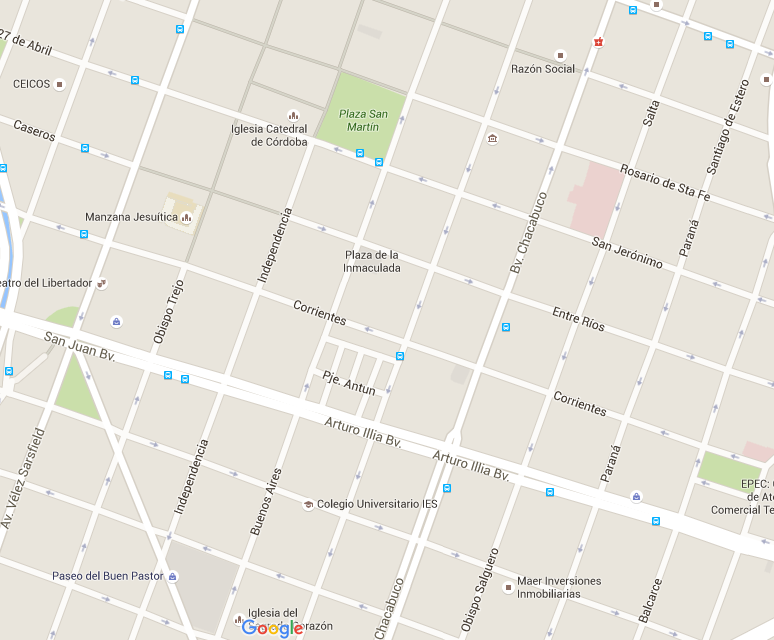 27 de Abril
Razón Social
CEICOS
Plaza San
Martín
Salta
Santiago de Estero
Iglesia Catedral
de Córdoba
Caseros
Rosario de Sta Fe
Manzana Jesuítica
Independencia
Bv. Chacabuco
Paraná
San Jerónimo
Plaza de la
Inmaculada
eatro del Libertador
Obispo Trejo
Corrientes
Entre Ríos
San Juan Bv.
Pje. Antun
Corrientes
Arturo Illia Bv.
Arturo Illia Bv.
Paraná
Av. Vélez Sarsfield
Independencia
Buenos Aires
EPEC:
de Ato
Comercial Te
Colegio Universitario IES
Paseo del Buen Pastor
Chacabuco
Obispo Salguero
Maer Inversiones
Inmobiliarias
Balcarce
Iglesia del
Corazón
Google